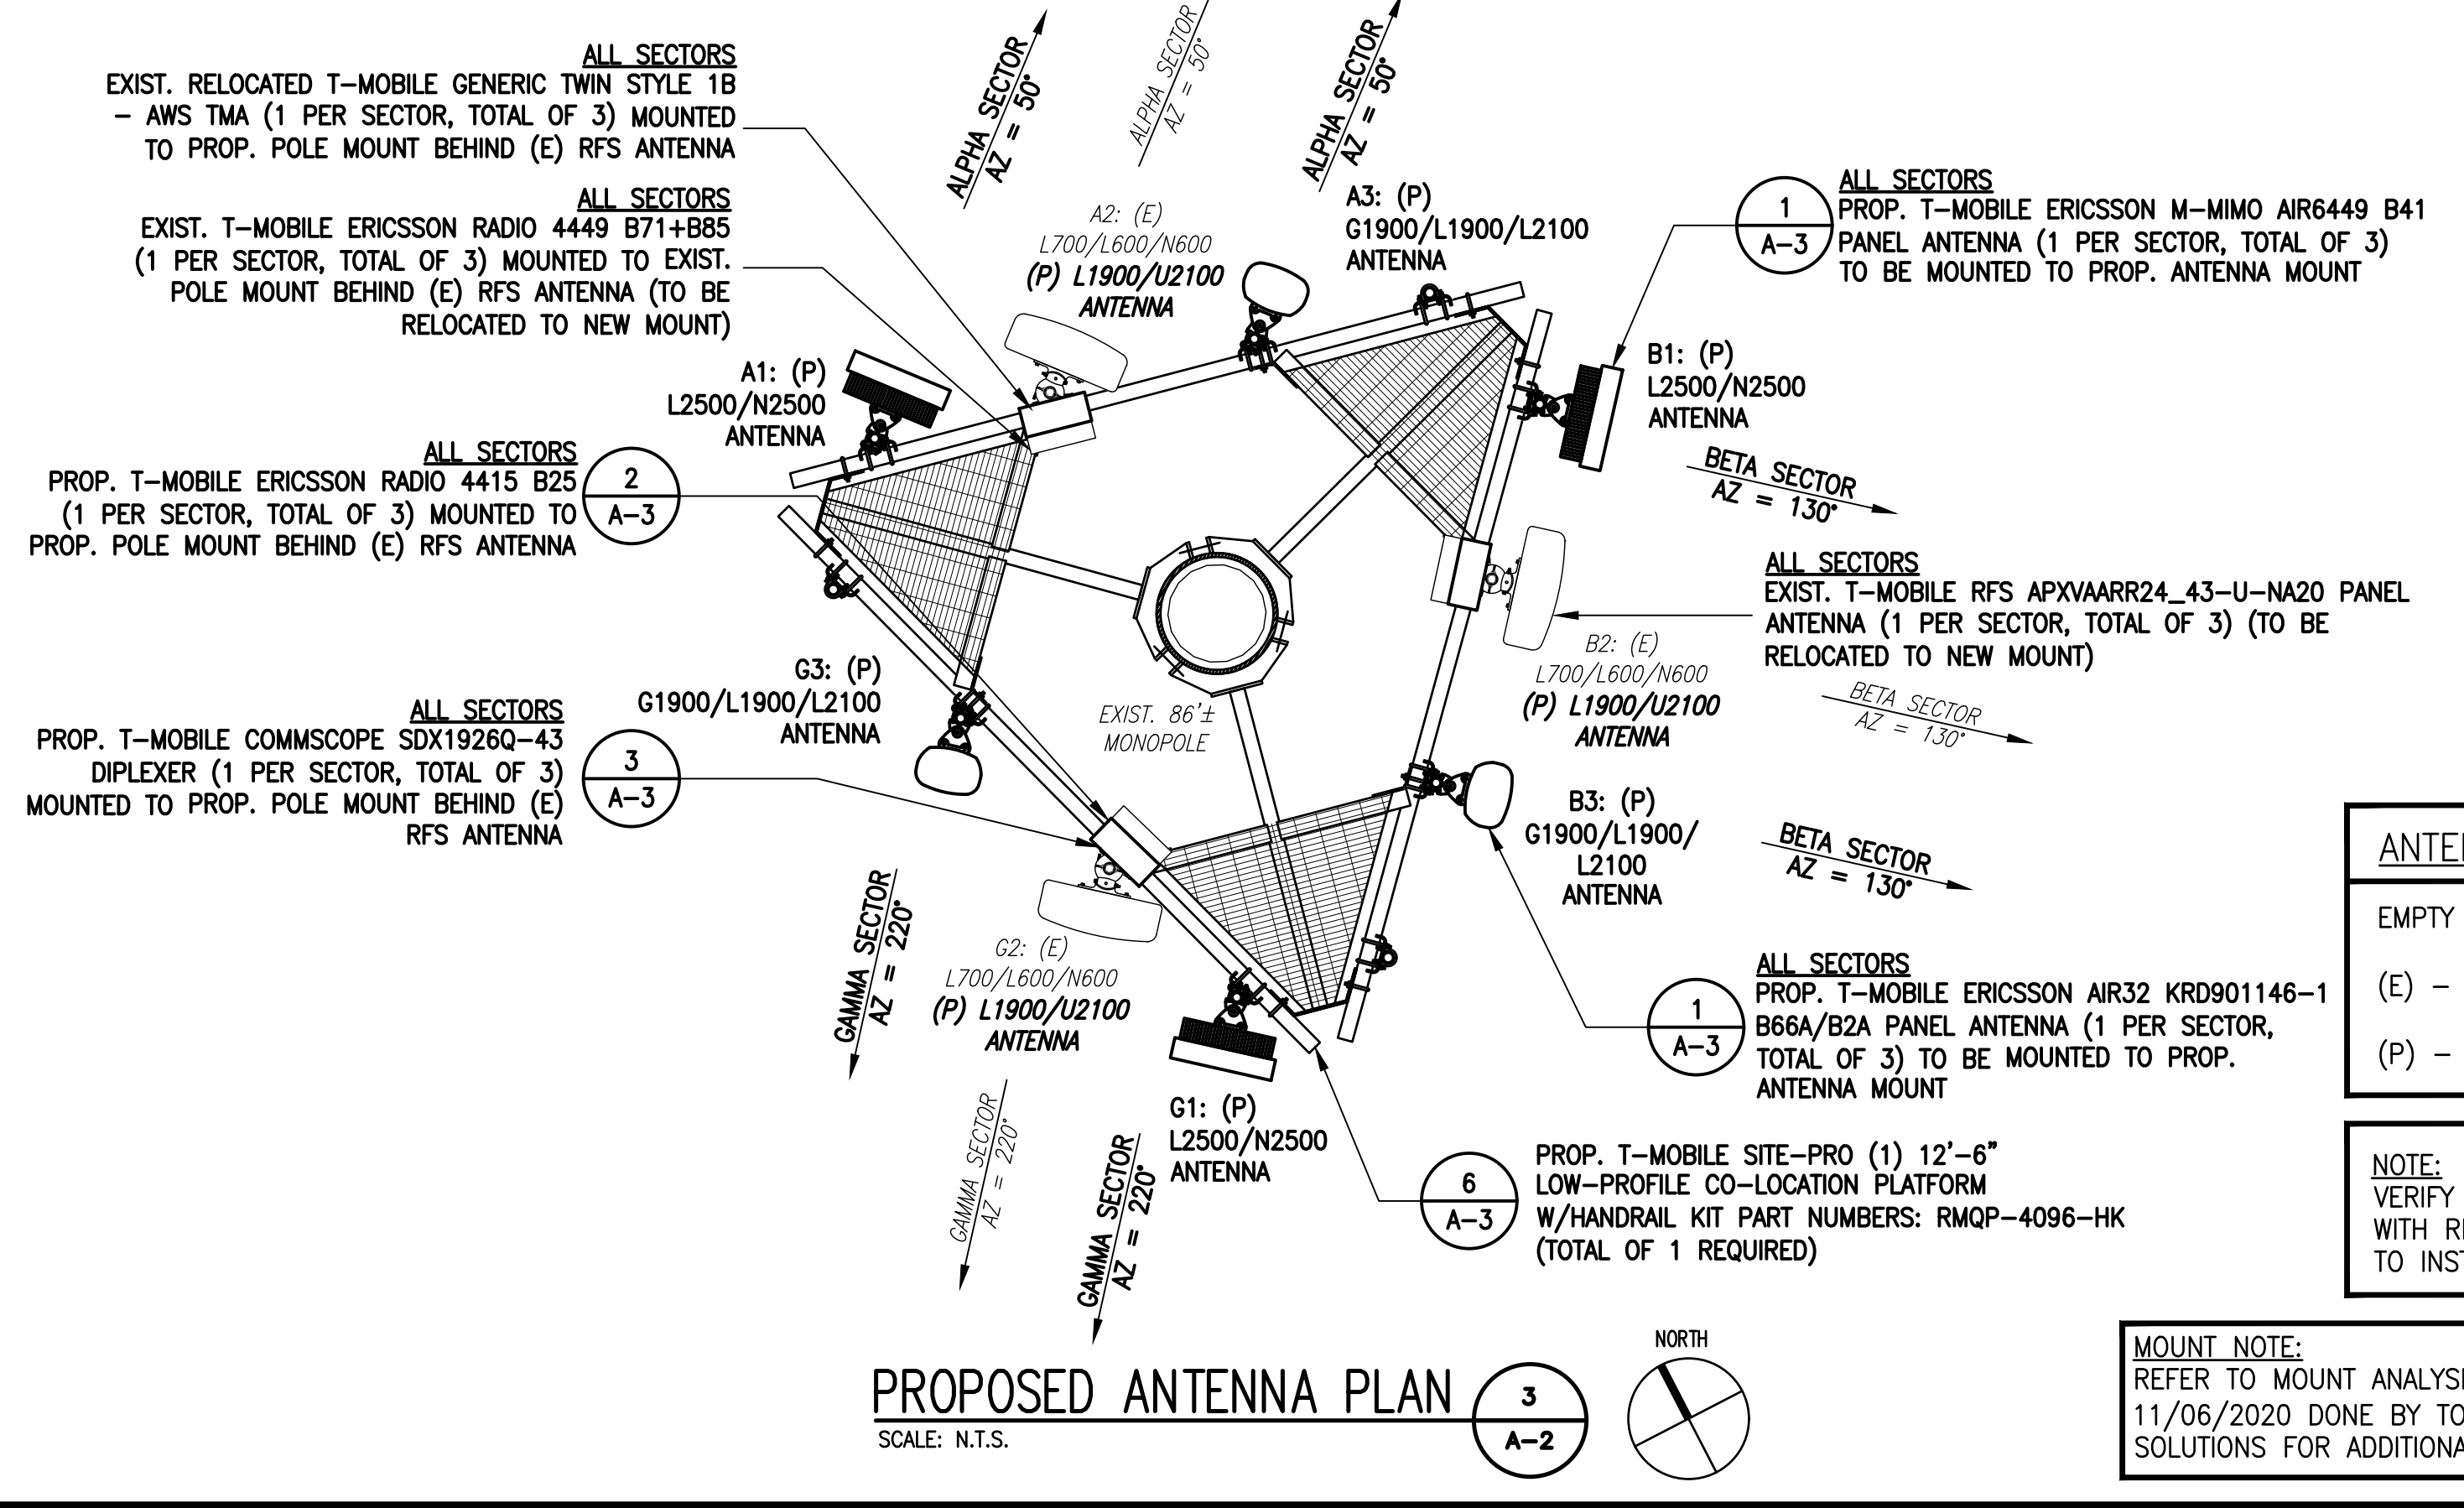 ALL SECTORS
EXIST. RELOCATED T-MOBILE GENERIC TWIN STYLE 1B
- AWS TMA (1 PER SECTOR, TOTAL OF 3) MOUNTED
TO PROP. POLE MOUNT BEHIND (E) RFS ANTENNA
ALL SECTORS
EXIST. T-MOBILE ERICSSON RADIO 4449 B71+B85
(1 PER SECTOR, TOTAL OF 3) MOUNTED TO EXIST.
POLE MOUNT BEHIND (E) RFS ANTENNA (TO BE
RELOCATED TO NEW MOUNT)
ALPHA SECTOR
AZ = 50°
ALPHA SECTOR
AZ = 50°
ALPHA SECTOR
AZ = 50°
A2: (E)
L700/L600/N600
(P) L1900/U2100
ANTENNA
A3: (P)
G1900/L1900/L2100
ANTENNA
1
A-3
ALL SECTORS
PROP. T-MOBILE ERICSSON M-MIMO AIR6449 B41
PANEL ANTENNA (1 PER SECTOR, TOTAL OF 3)
TO BE MOUNTED TO PROP. ANTENNA MOUNT
A1: (P)
L2500/N2500
ANTENNA
B1: (P)
L2500/N2500
ANTENNA
BETA SECTOR
AZ = 130°
ALL SECTORS
PROP. T-MOBILE ERICSSON RADIO 4415 B25
(1 PER SECTOR, TOTAL OF 3) MOUNTED TO
PROP. POLE MOUNT BEHIND (E) RFS ANTENNA
2
A-3
ALL SECTORS
EXIST. T-MOBILE RFS APXVAARR24_43-U-NA20 PANEL
ANTENNA (1 PER SECTOR, TOTAL OF 3) (TO BE
RELOCATED TO NEW MOUNT)
B2: (E)
L700/L600/N600
(P) L1900/U2100
ANTENNA
BETA SECTOR
AZ = 130°
G3: (P)
G1900/L1900/L2100
ANTENNA
EXIST. 86'±
MONOPOLE
ALL SECTORS
PROP. T-MOBILE COMMSCOPE SDX1926Q-43
DIPLEXER (1 PER SECTOR, TOTAL OF 3)
MOUNTED TO PROP. POLE MOUNT BEHIND (E)
RFS ANTENNA
3
A-3
B3: (P)
G1900/L1900/
L2100
ANTENNA
BETA SECTOR
AZ = 130°
GAMMA SECTOR
AZ = 220°
G2: (E)
L700/L600/N600
(P) L1900/U2100
ANTENNA
1
A-3
ALL SECTORS
PROP. T-MOBILE ERICSSON AIR32 KRD901146-1
B66A/B2A PANEL ANTENNA (1 PER SECTOR,
TOTAL OF 3) TO BE MOUNTED TO PROP.
ANTENNA MOUNT
GAMMA SECTOR
AZ = 220°
GAMMA SECTOR
AZ = 220°
G1: (P)
L2500/N2500
ANTENNA
6
A-3
PROP. T-MOBILE SITE-PRO (1) 12'-6"
LOW-PROFILE CO-LOCATION PLATFORM
W/HANDRAIL KIT PART NUMBERS: RMQP-4096-HK
(TOTAL OF 1 REQUIRED)
EMPTY
(E) -
(P) -
NOTE:
VERIFY
WITH
TO
MOUNT NOTE:
REFER TO MOUNT
11/06/2020 DONE BY
SOLUTIONS FOR
PROPOSED ANTENNA PLAN
SCALE: N.T.S.
3
A-2
NORTH